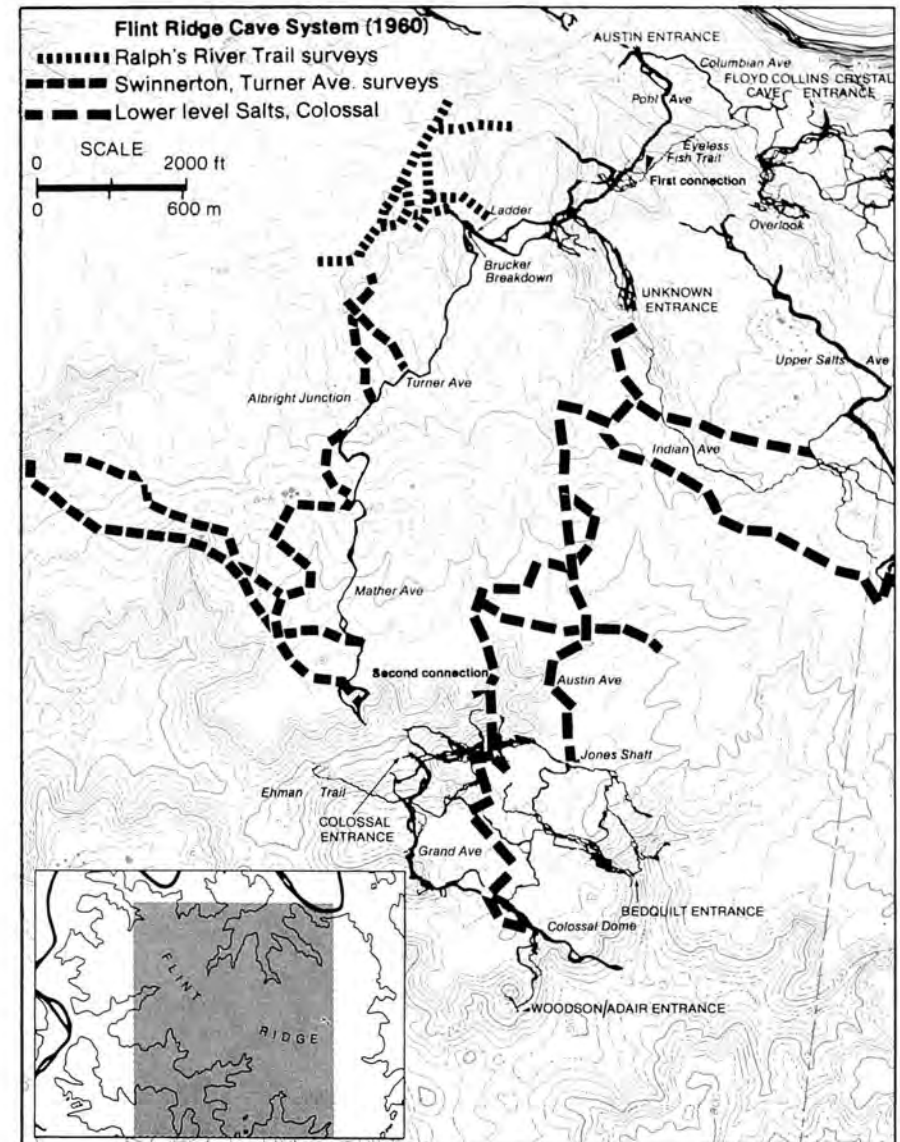 Flint Ridge Cave System (1960)
Ralph's River Trail surveys
Swinnerton, Turner Ave. surveys
Lower level Salts, Colossal
SCALE
0 2000 ft
0 600 m
AUSTIN ENTRANCE
Columbian Ave
FLOYD COLLINS CRYSTAL
CAVE ENTRANCE
Pohl Ave
Eyeless
Fish Trail
First connection
Ladder
Overlook
Brucker
Breakdown
UNKNOWN
ENTRANCE
Upper Salts Ave
Turner Ave
Albright Junction
Indian Ave
Mather Ave
Second connection
Austin Ave
Jones Shaft
Ehman Trail
COLOSSAL
ENTRANCE
Grand Ave
BEDQUILT ENTRANCE
Colossal Dome
WOODSON/ADAIR ENTRANCE
FLINT
RIDGE